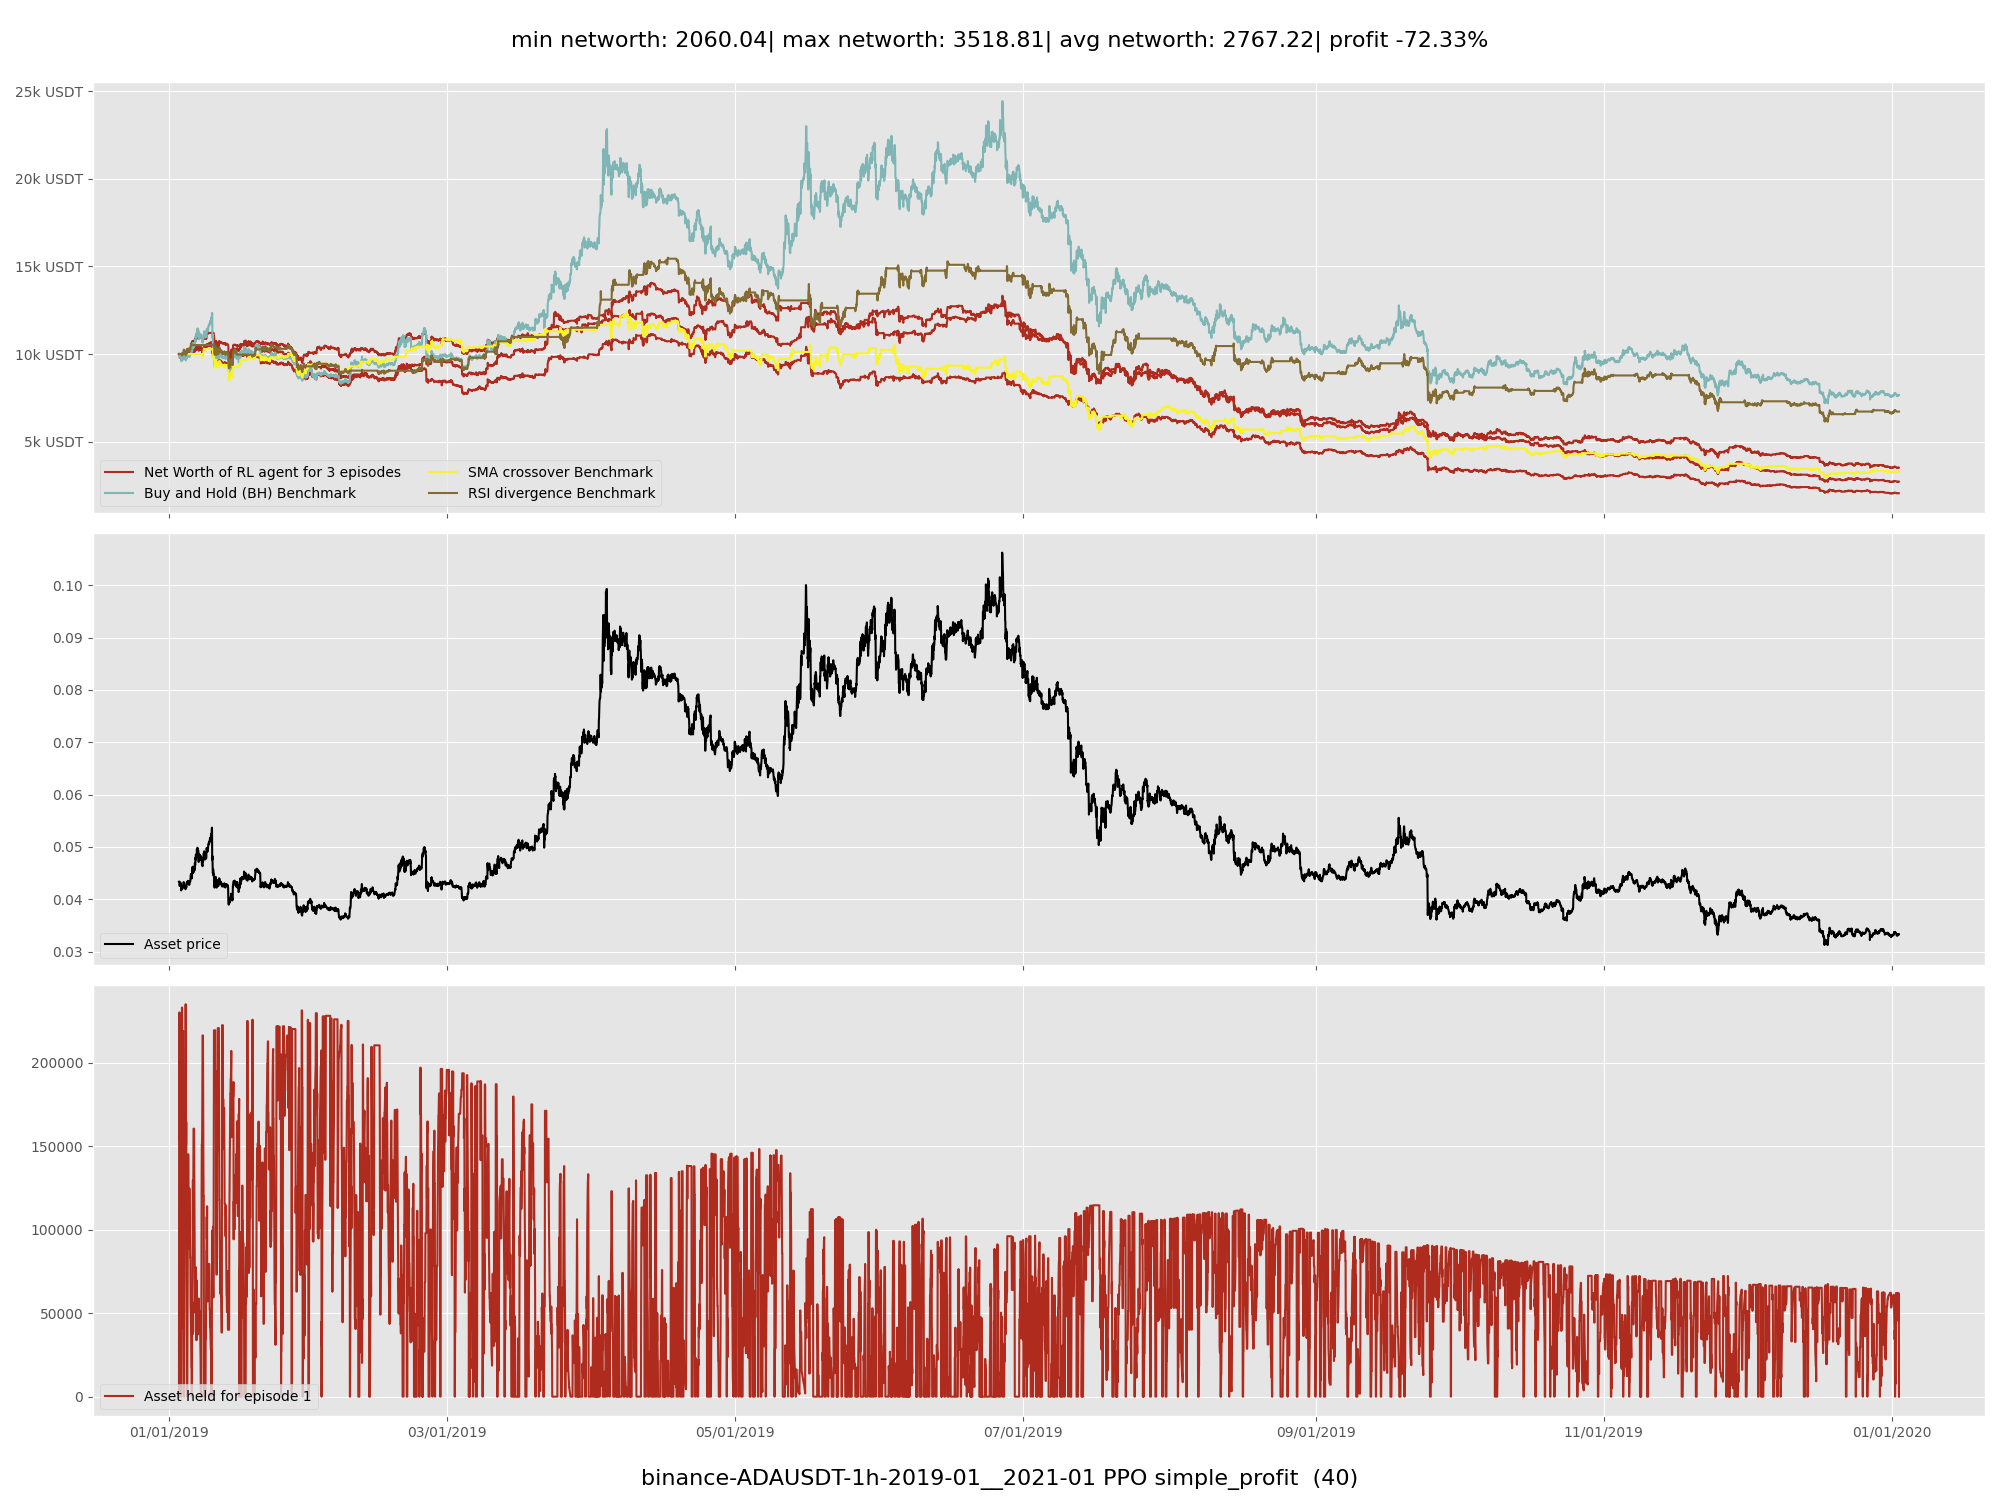 min networth: 2060.04| max networth: 3518.81| avg networth: 2767.22| profit -72.33%
25k USDT
20k USDT
15k USDT
10k USDT
5k USDT
Net Worth of RL agent for 3 episodes
Buy and Hold (BH) Benchmark
SMA crossover Benchmark
RSI divergence Benchmark
0.10
0.09
0.08
0.07
0.06
0.05
0.04
0.03
Asset price
200000
150000
100000
50000
0
Asset held for episode 1
01/01/2019
03/01/2019
05/01/2019
07/01/2019
09/01/2019
11/01/2019
01/01/2020
binance-ADAUSDT-1h-2019-01__2021-01 PPO simple_profit  (40)